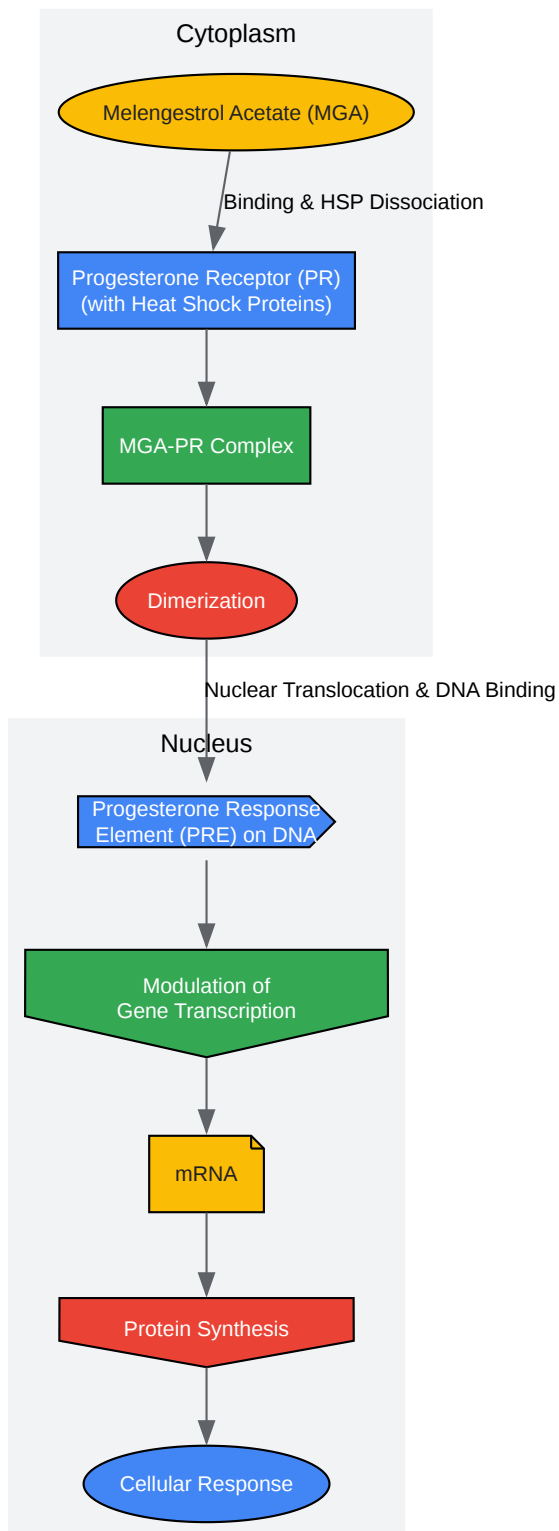 Cytoplasm
Melengestrol Acetate (MGA)
Binding & HSP Dissociation
Progesterone Receptor (PR)
(with Heat Shock Proteins)
MGA-PR Complex
Dimerization
Nuclear Translocation & DNA Binding
Nucleus
Progesterone Response
Element (PRE) on DNA
Modulation of
Gene Transcription
mRNA
Protein Synthesis
Cellular Response